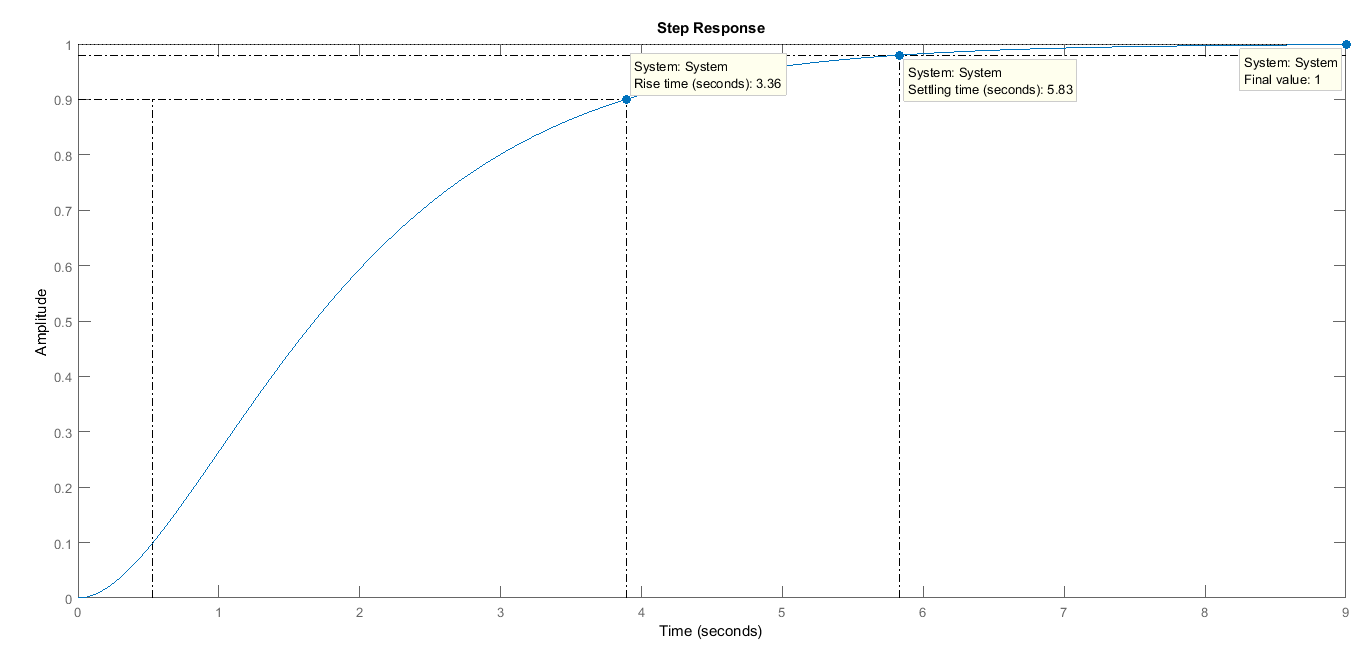 Step Response
1
System: System
Rise time (seconds): 3.36
System: System
Settling time (seconds): 5.83
System: System
Final value: 1
0.9
0.8
0.7
0.6
0.5
0.4
0.3
0.2
0.1
0
Amplitude
0 1 2 3 4 5 6 7 8 9
Time (seconds)